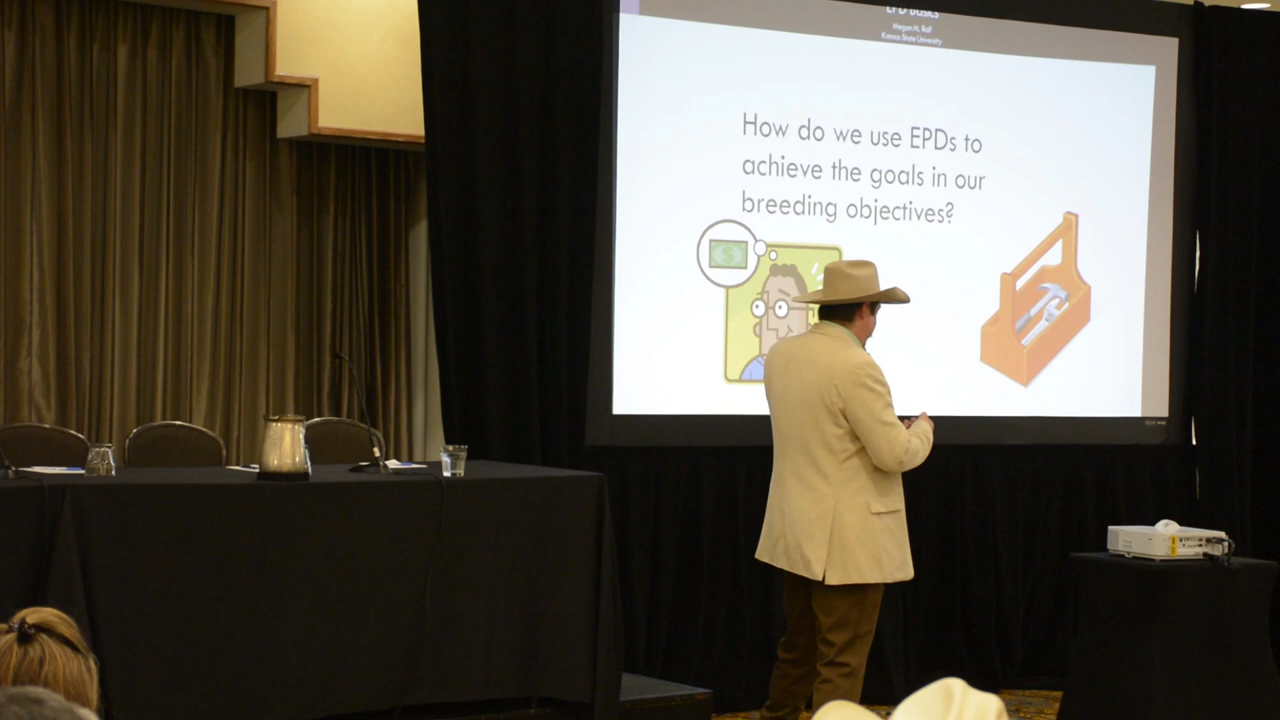 EPD BASICS
Megan M. Rolf
Kansas State University
How do we use EPDs to
achieve the goals in our
breeding objectives?
$